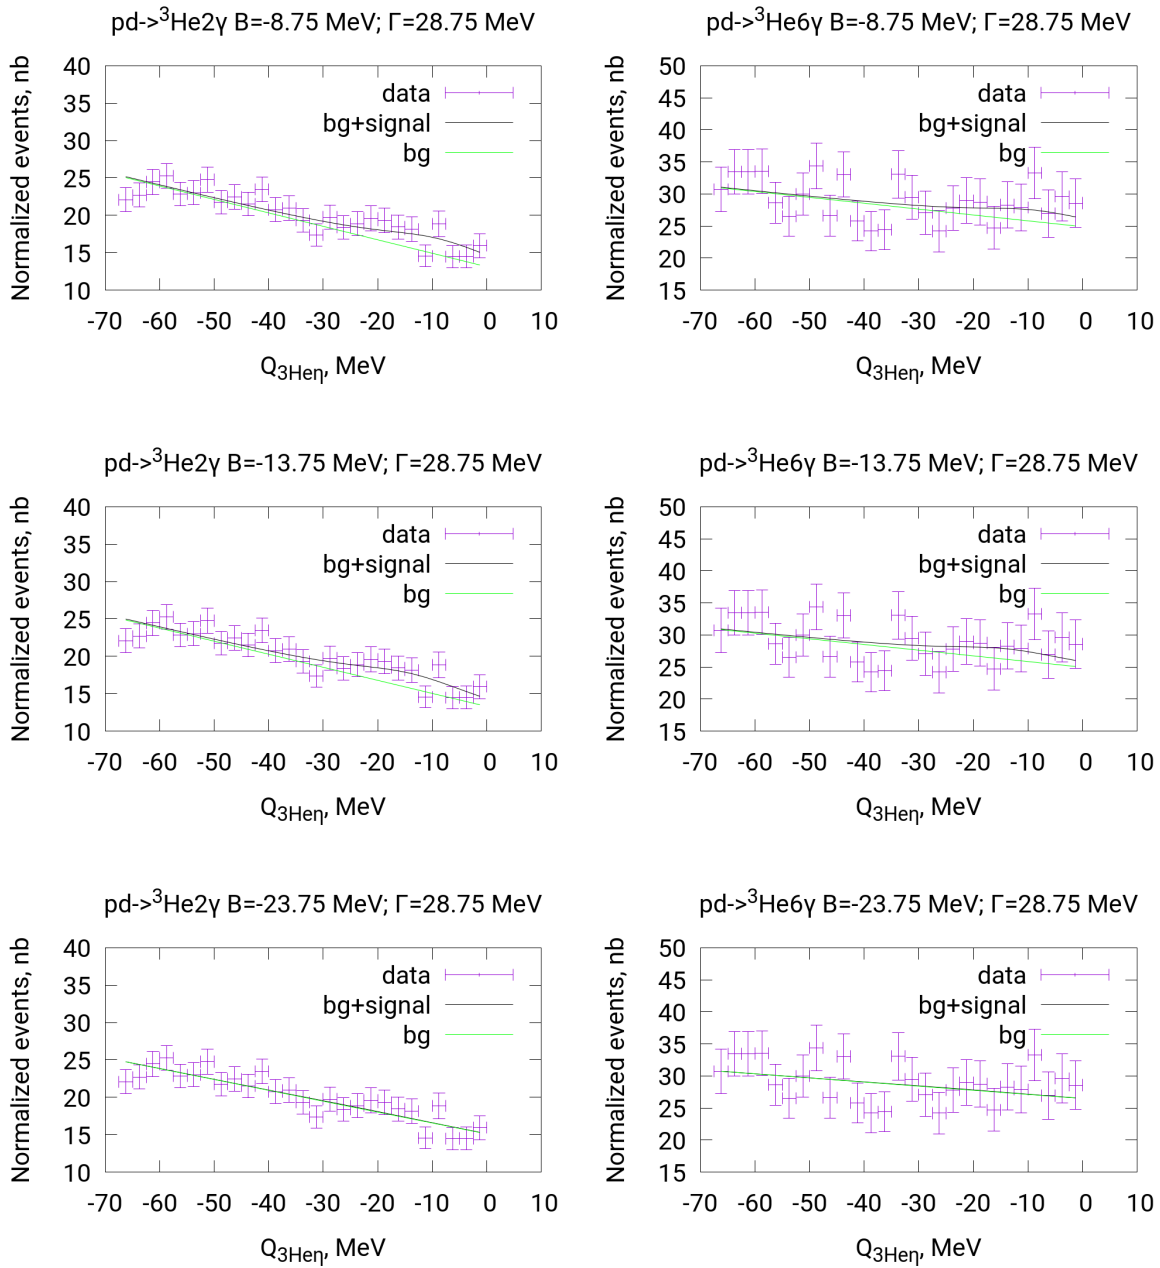 pd->³He2γ B=-8.75 MeV; Γ=28.75 MeV
Normalized events, nb
40
35
30
25
20
15
10
data
bg+signal
bg
-70 -60 -50 -40 -30 -20 -10 0 10
Q3Heη, MeV
pd->³He6γ B=-8.75 MeV; Γ=28.75 MeV
Normalized events, nb
50
45
40
35
30
25
20
15
data
bg+signal
bg
-70 -60 -50 -40 -30 -20 -10 0 10
Q3Heη, MeV
pd->³He2γ B=-13.75 MeV; Γ=28.75 MeV
Normalized events, nb
40
35
30
25
20
15
10
data
bg+signal
bg
-70 -60 -50 -40 -30 -20 -10 0 10
Q3Heη, MeV
pd->³He6γ B=-13.75 MeV; Γ=28.75 MeV
Normalized events, nb
50
45
40
35
30
25
20
15
data
bg+signal
bg
-70 -60 -50 -40 -30 -20 -10 0 10
Q3Heη, MeV
pd->³He2γ B=-23.75 MeV; Γ=28.75 MeV
Normalized events, nb
40
35
30
25
20
15
10
data
bg+signal
bg
-70 -60 -50 -40 -30 -20 -10 0 10
Q3Heη, MeV
pd->³He6γ B=-23.75 MeV; Γ=28.75 MeV
Normalized events, nb
50
45
40
35
30
25
20
15
data
bg+signal
bg
-70 -60 -50 -40 -30 -20 -10 0 10
Q3Heη, MeV